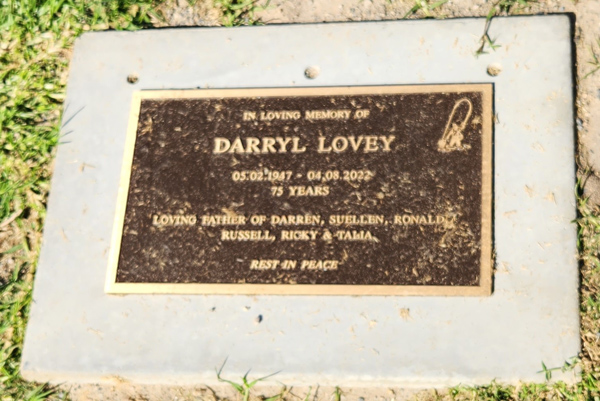 IN LOVING MEMORY OF
DARRYL LOVEY
05.02.1947 - 04.08.2022
75 YEARS
LOVING FATHER OF DARREN, SUELLEN, RONALD,
RUSSELL, RICKY & TALIA.
REST IN PEACE